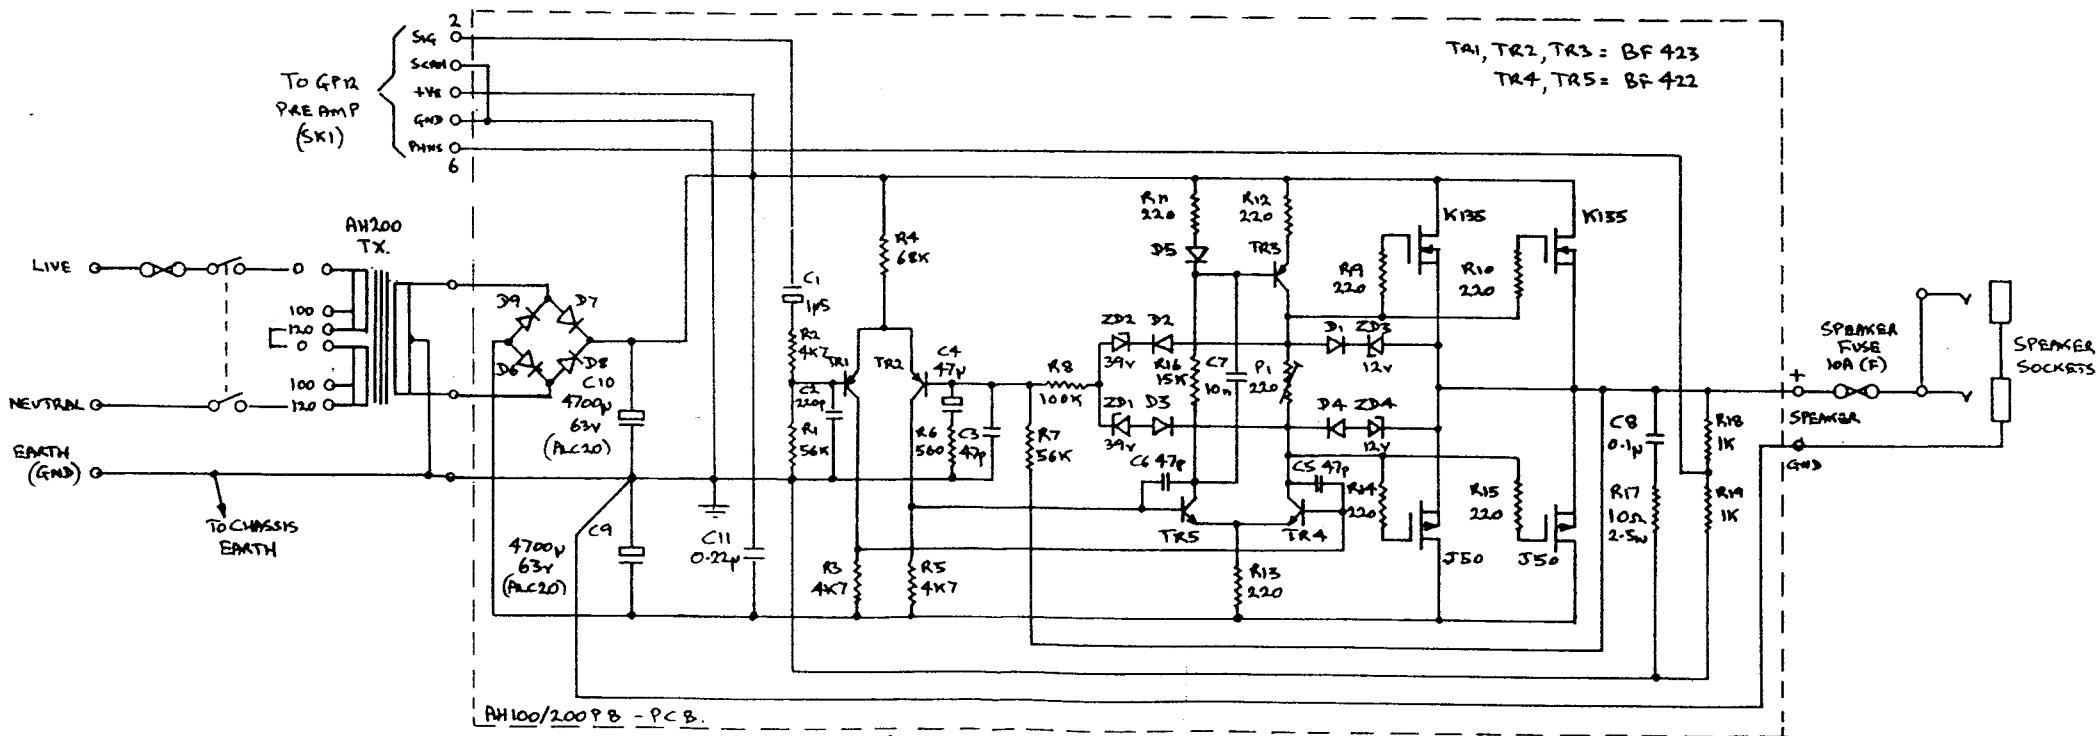 2
SIG
SCRN
+VE
GND
PHNS
6
TO GP12
PREAMP
(SK1)
TR1, TR2, TR3 = BF 423
TR4, TR5 = BF 422
AH200
TX.
LIVE
0
100
120
0
100
120
NEUTRAL
EARTH
(GND)
TO CHASSIS
EARTH
D9
D7
D6
D8
C10
4700µ
63v
(ALC20)
C9
4700µ
63v
(ALC20)
C11
0.22µ
C1
1µ5
R2
4K7
C2
220p
R1
56K
TR1
R4
68K
TR2
C4
47µ
R6
560
C3
47p
R3
4K7
R5
4K7
R7
56K
R8
100K
ZD2
39v
D2
ZD1
39v
D3
R11
220
D5
R16
15K
C7
10n
C6 47p
TR5
R12
220
TR3
P1
220
C5 47p
TR4
R13
220
D1
ZD3
12v
D4
ZD4
12v
R9
220
R10
220
K135
K135
R14
220
R15
220
J50
J50
C8
0.1µ
R17
10Ω
2.5w
R18
1K
R19
1K
+
SPEAKER
GND
SPEAKER
FUSE
10A (F)
SPEAKER
SOCKETS
AH100/200PB - PCB.